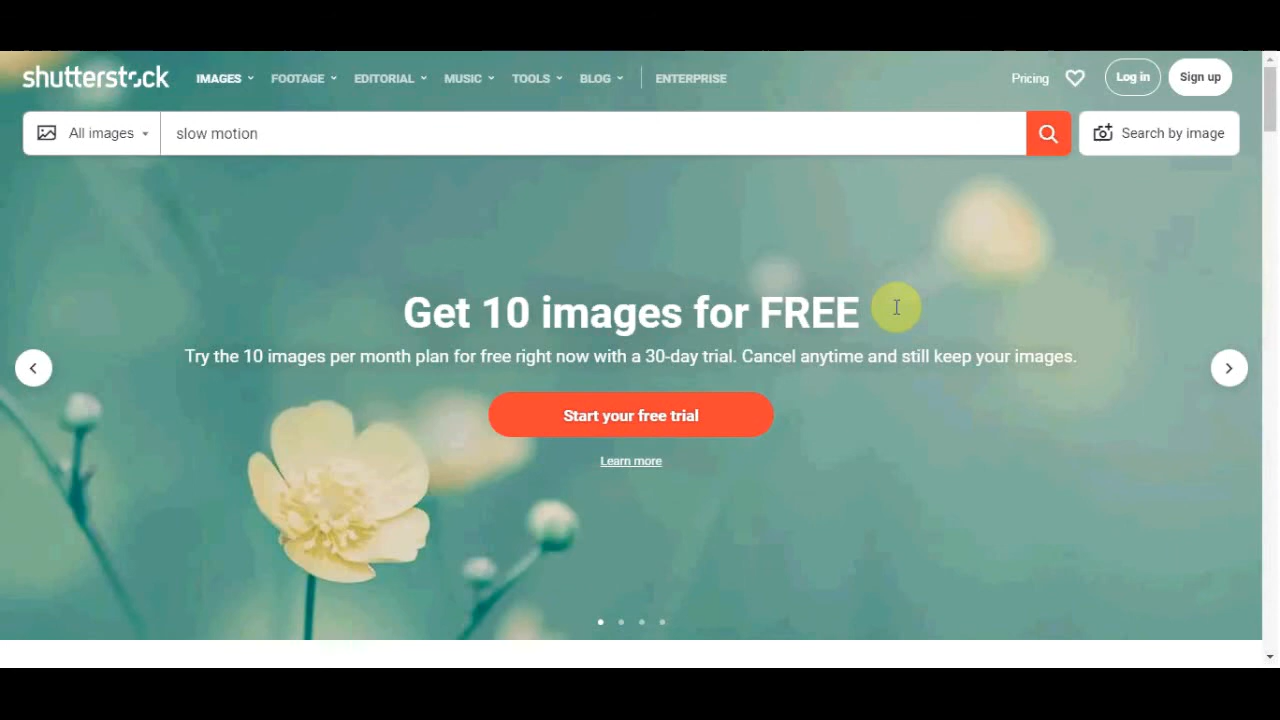 shutterstock IMAGES FOOTAGE EDITORIAL MUSIC TOOLS BLOG ENTERPRISE Pricing Log in Sign up
All images slow motion Search by image
Get 10 images for FREE
Try the 10 images per month plan for free right now with a 30-day trial. Cancel anytime and still keep your images.
Start your free trial
Learn more